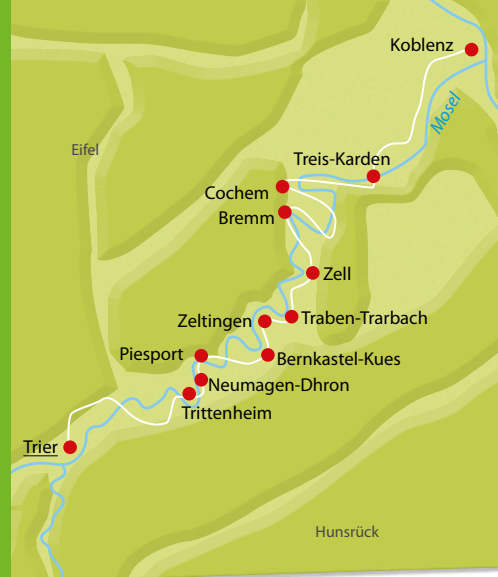 Koblenz
Mosel
Eifel
Treis-Karden
Cochem
Bremm
Zell
Zeltingen
Traben-Trarbach
Piesport
Bernkastel-Kues
Neumagen-Dhron
Trittenheim
Trier
Hunsrück